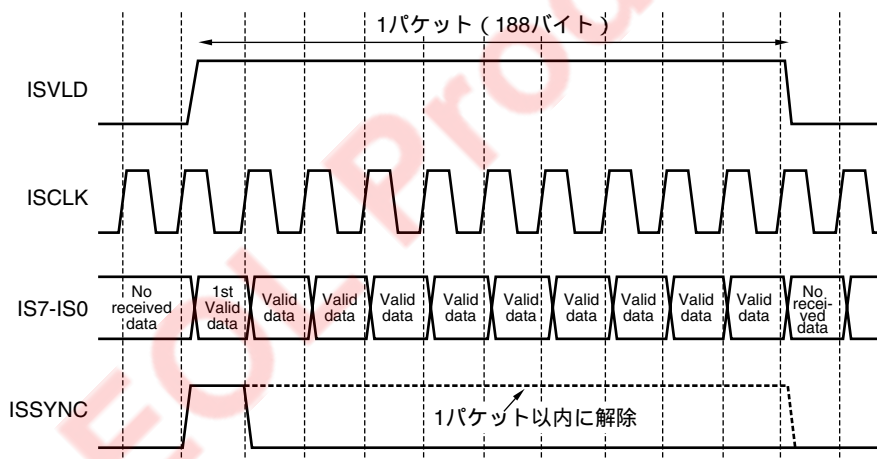 1パケット（188バイト）
ISVLD
ISCLK
IS7-IS0
No
received
data
1st
Valid
data
Valid
data
Valid
data
Valid
data
Valid
data
Valid
data
Valid
data
Valid
data
Valid
data
Valid
data
No
recei-
ved
data
ISSYNC
1パケット以内に解除
EOL Prod